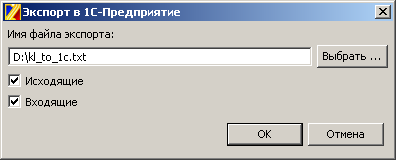 Экспорт в 1С-Предприятие
Имя файла экспорта:
D:\kl_to_1c.txt
Выбрать ...
Исходящие
Входящие
OK
Отмена